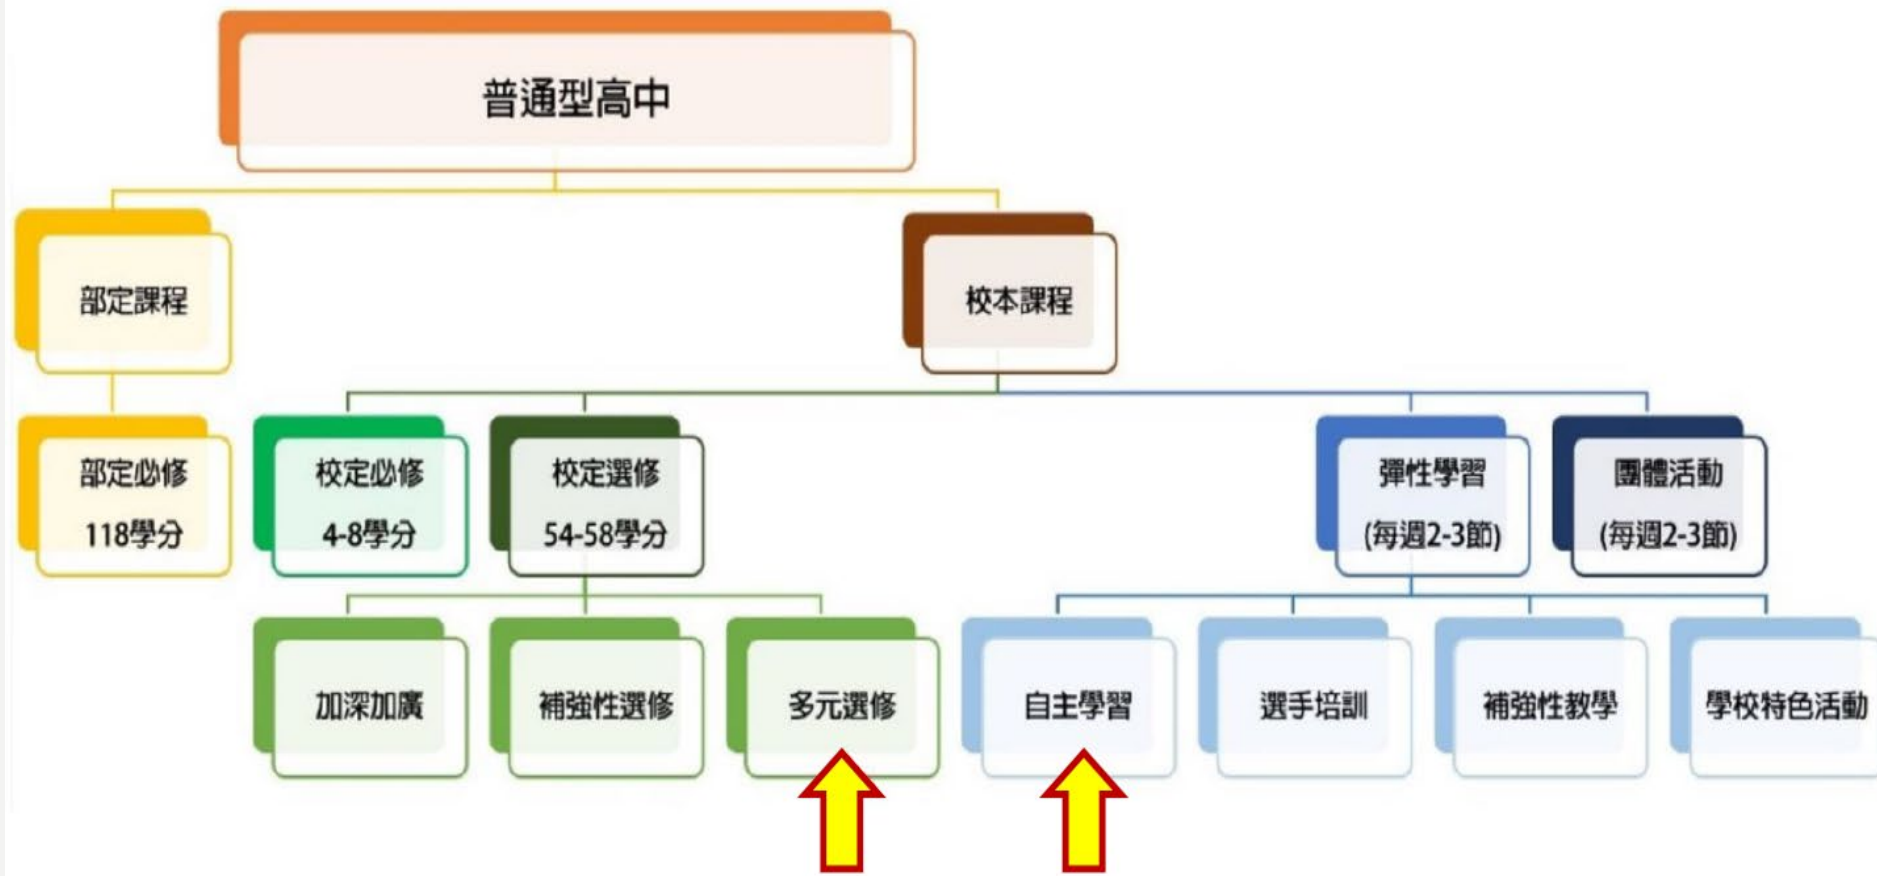 普通型高中
部定課程
校本課程
部定必修
118學分
校定必修
4-8學分
校定選修
54-58學分
彈性學習
(每週2-3節)
團體活動
(每週2-3節)
加深加廣
補強性選修
多元選修
自主學習
選手培訓
補強性教學
學校特色活動